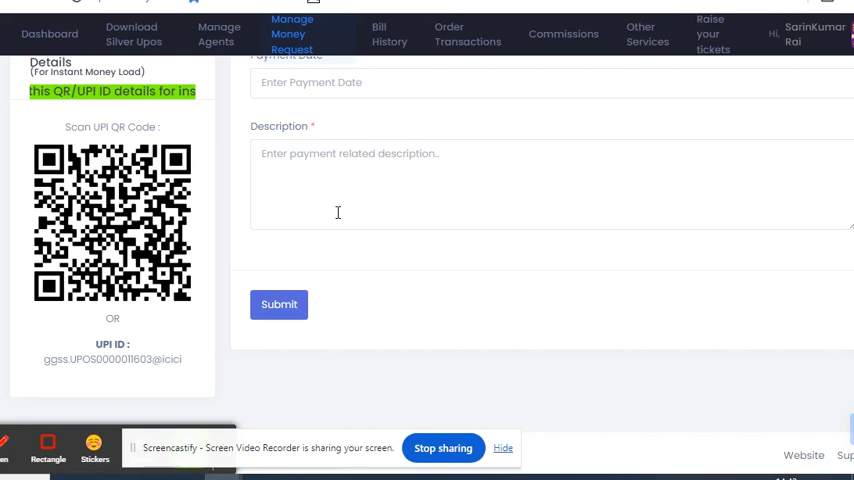 Dashboard
Download
Silver Upos
Manage
Agents
Manage
Money
Request
Bill
History
Order
Transactions
Commissions
Other
Services
Raise
your
tickets
Hi,
SarinKumar
Rai
Details
(For Instant Money Load)
this QR/UPI ID details for ins
Scan UPI QR Code :
OR
UPI ID :
ggss.UPOS0000011603@icici
Payment Date
Enter Payment Date
Description *
Enter payment related description..
Submit
Rectangle
Stickers
Screencastify - Screen Video Recorder is sharing your screen.
Stop sharing
Hide
Website